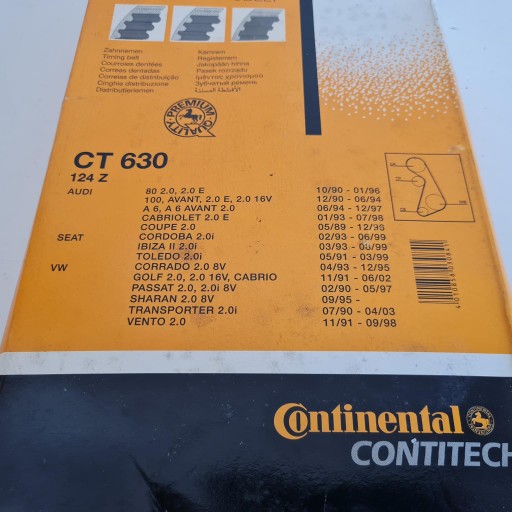 Zahnriemen
Timing belt
Courroies dentées
Correas dentadas
Correias de distribuição
Cinghie distribuzione
Distributieriemen
Kamrem
Registerrem
Jakopään hihna
Pasek rozrządu
Ιμάντας χρονισμού
Зубчатый ремень
PREMIUM QUALITY
CT 630
124 Z
AUDI 80 2.0, 2.0 E 10/90 - 01/96
100, AVANT, 2.0 E, 2.0 16V 12/90 - 06/94
A 6, A 6 AVANT 2.0 06/94 - 12/97
CABRIOLET 2.0 E 01/93 - 07/98
COUPE 2.0 05/89 - 12/96
SEAT CORDOBA 2.0i 02/93 - 06/99
IBIZA II 2.0i 03/93 - 08/99
TOLEDO 2.0i 05/91 - 03/99
VW CORRADO 2.0 8V 04/93 - 12/95
GOLF 2.0, 2.0 16V, CABRIO 11/91 - 06/02
PASSAT 2.0, 2.0i 8V 02/90 - 05/97
SHARAN 2.0 8V 09/95 -
TRANSPORTER 2.0i 07/90 - 04/03
VENTO 2.0 11/91 - 09/98
Continental
CONTITECH